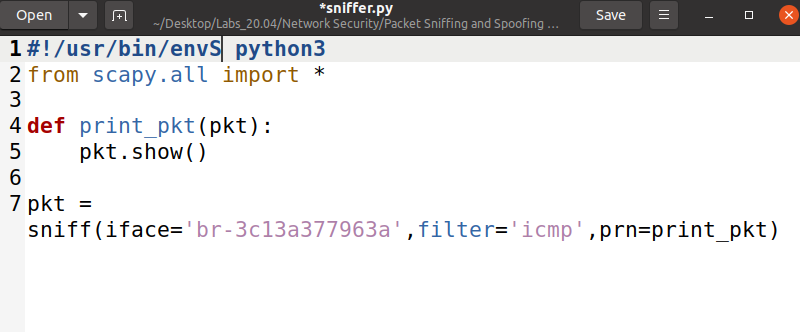 Open
*sniffer.py
~/Desktop/Labs_20.04/Network Security/Packet Sniffing and Spoofing ...
Save
1 #!/usr/bin/envS python3
2 from scapy.all import *
3
4 def print_pkt(pkt):
5     pkt.show()
6
7 pkt =
sniff(iface='br-3c13a377963a',filter='icmp',prn=print_pkt)